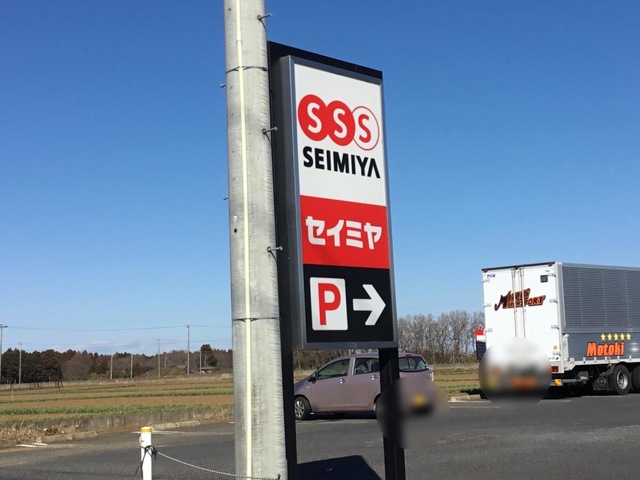 SSS
SEIMIYA
セイミヤ
P →
Motoki